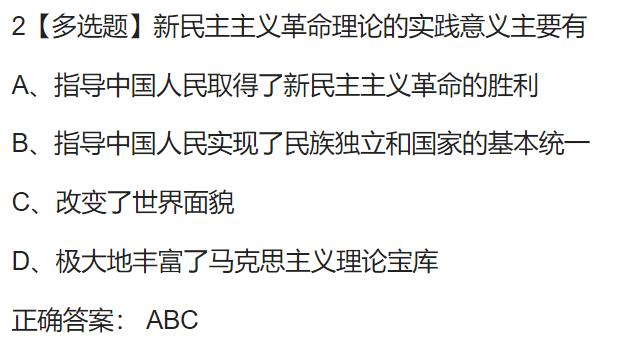 2【多选题】新民主主义革命理论的实践意义主要有
A、指导中国人民取得了新民主主义革命的胜利
B、指导中国人民实现了民族独立和国家的基本统一
C、改变了世界面貌
D、极大地丰富了马克思主义理论宝库
正确答案： ABC